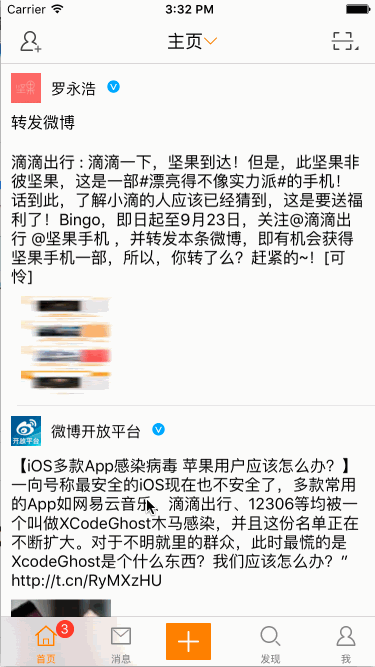 Carrier 3:32 PM
主页
坚果
罗永浩
转发微博
滴滴出行 : 滴滴一下，坚果到达！但是，此坚果非
彼坚果，这是一部#漂亮得不像实力派#的手机！
话到此，了解小滴的人应该已经猜到，这是要送福
利了！Bingo，即日起至9月23日，关注@滴滴出
行 @坚果手机 ，并转发本条微博，即有机会获得
坚果手机一部，所以，你转了么？赶紧的~！[可
怜]
开放平台
微博开放平台
【iOS多款App感染病毒 苹果用户应该怎么办？】
一向号称最安全的iOS现在也不安全了，多款常用
的App如网易云音乐、滴滴出行、12306等均被一
个叫做XCodeGhost木马感染，并且这份名单正在
不断扩大。对于不明就里的群众，此时最慌的是
XcodeGhost是个什么东西？我们应该怎么办？“
http://t.cn/RyMXzHU
3
首页 消息 发现 我